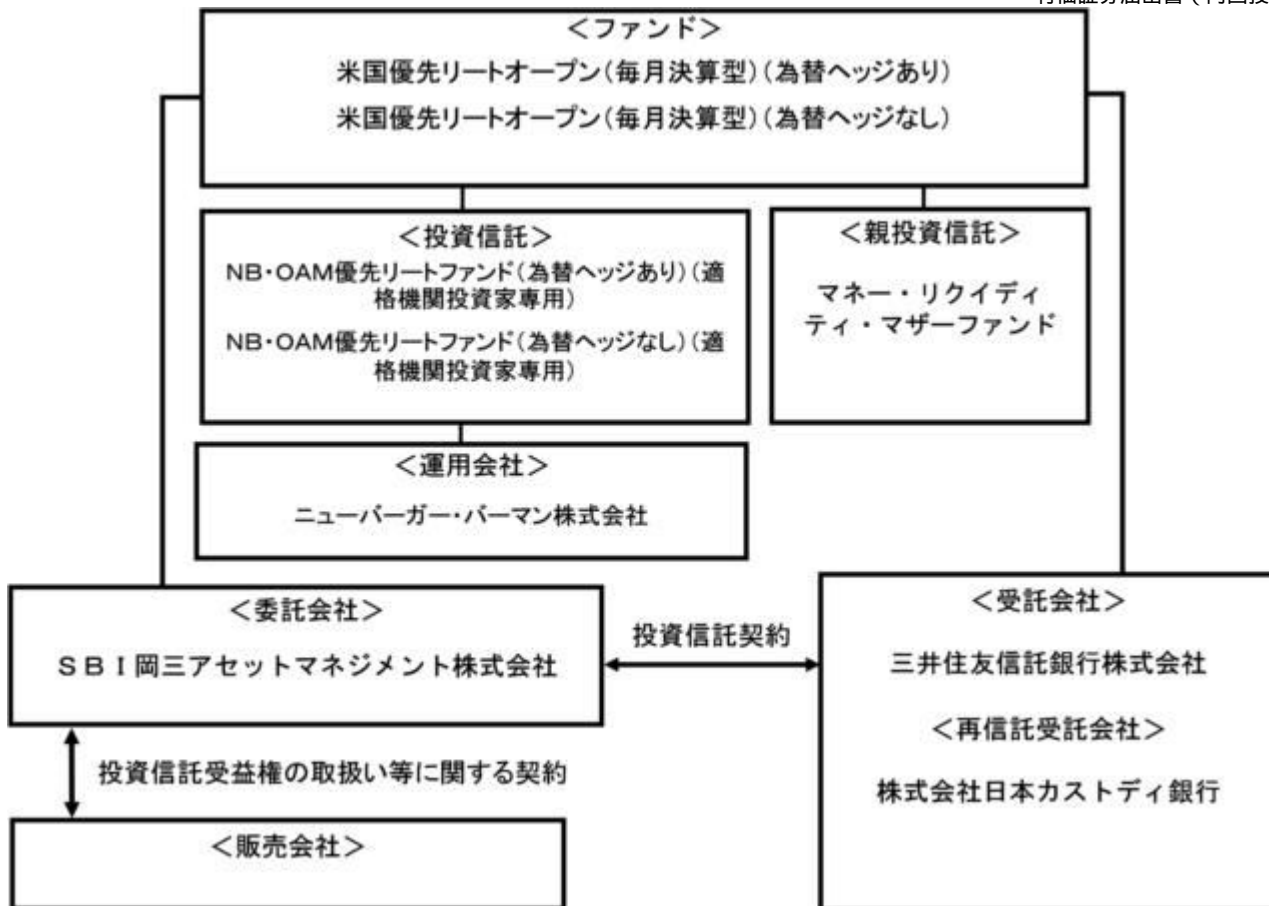 ＜ファンド＞
米国優先リートオープン(毎月決算型)(為替ヘッジあり)
米国優先リートオープン(毎月決算型)(為替ヘッジなし)
＜投資信託＞
NB・OAM優先リートファンド(為替ヘッジあり)(適
格機関投資家専用)
NB・OAM優先リートファンド(為替ヘッジなし)(適
格機関投資家専用)
＜親投資信託＞
マネー・リクイディ
ティ・マザーファンド
＜運用会社＞
ニューバーガー・バーマン株式会社
＜委託会社＞
ＳＢＩ岡三アセットマネジメント株式会社
投資信託契約
＜受託会社＞
三井住友信託銀行株式会社
＜再信託受託会社＞
株式会社日本カストディ銀行
投資信託受益権の取扱い等に関する契約
＜販売会社＞